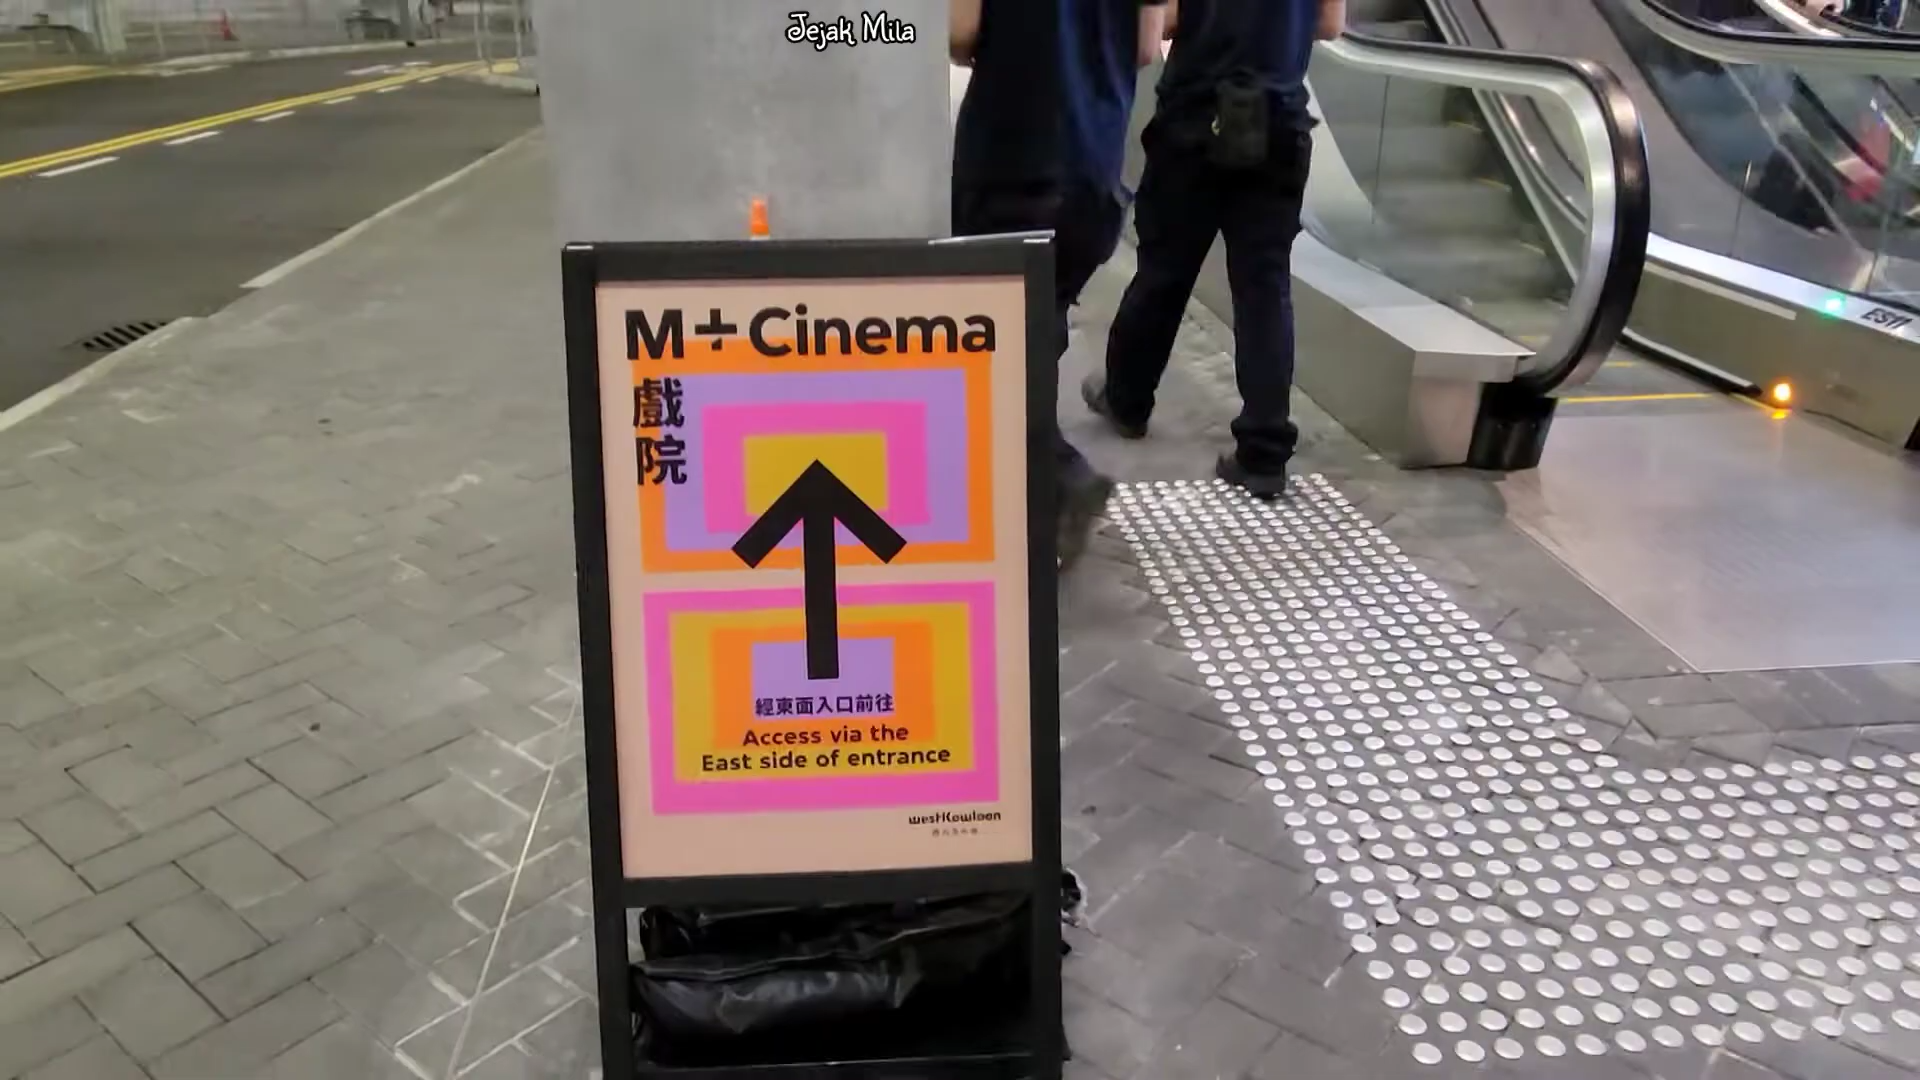 Jejak Mila
M+Cinema
戲
院
經東面入口前往
Access via the
East side of entrance
westKowloon